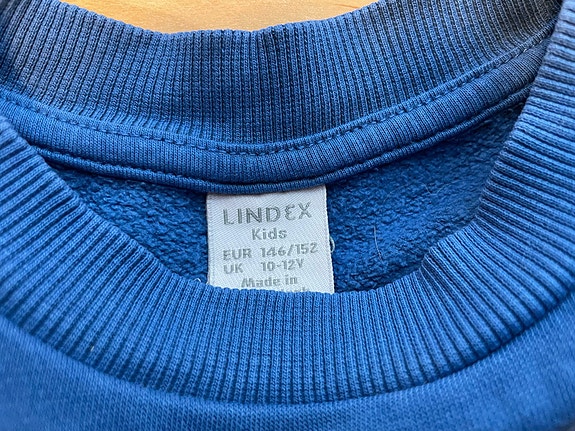 LINDEX
Kids
EUR 146/152
UK 10-12Y
Made in